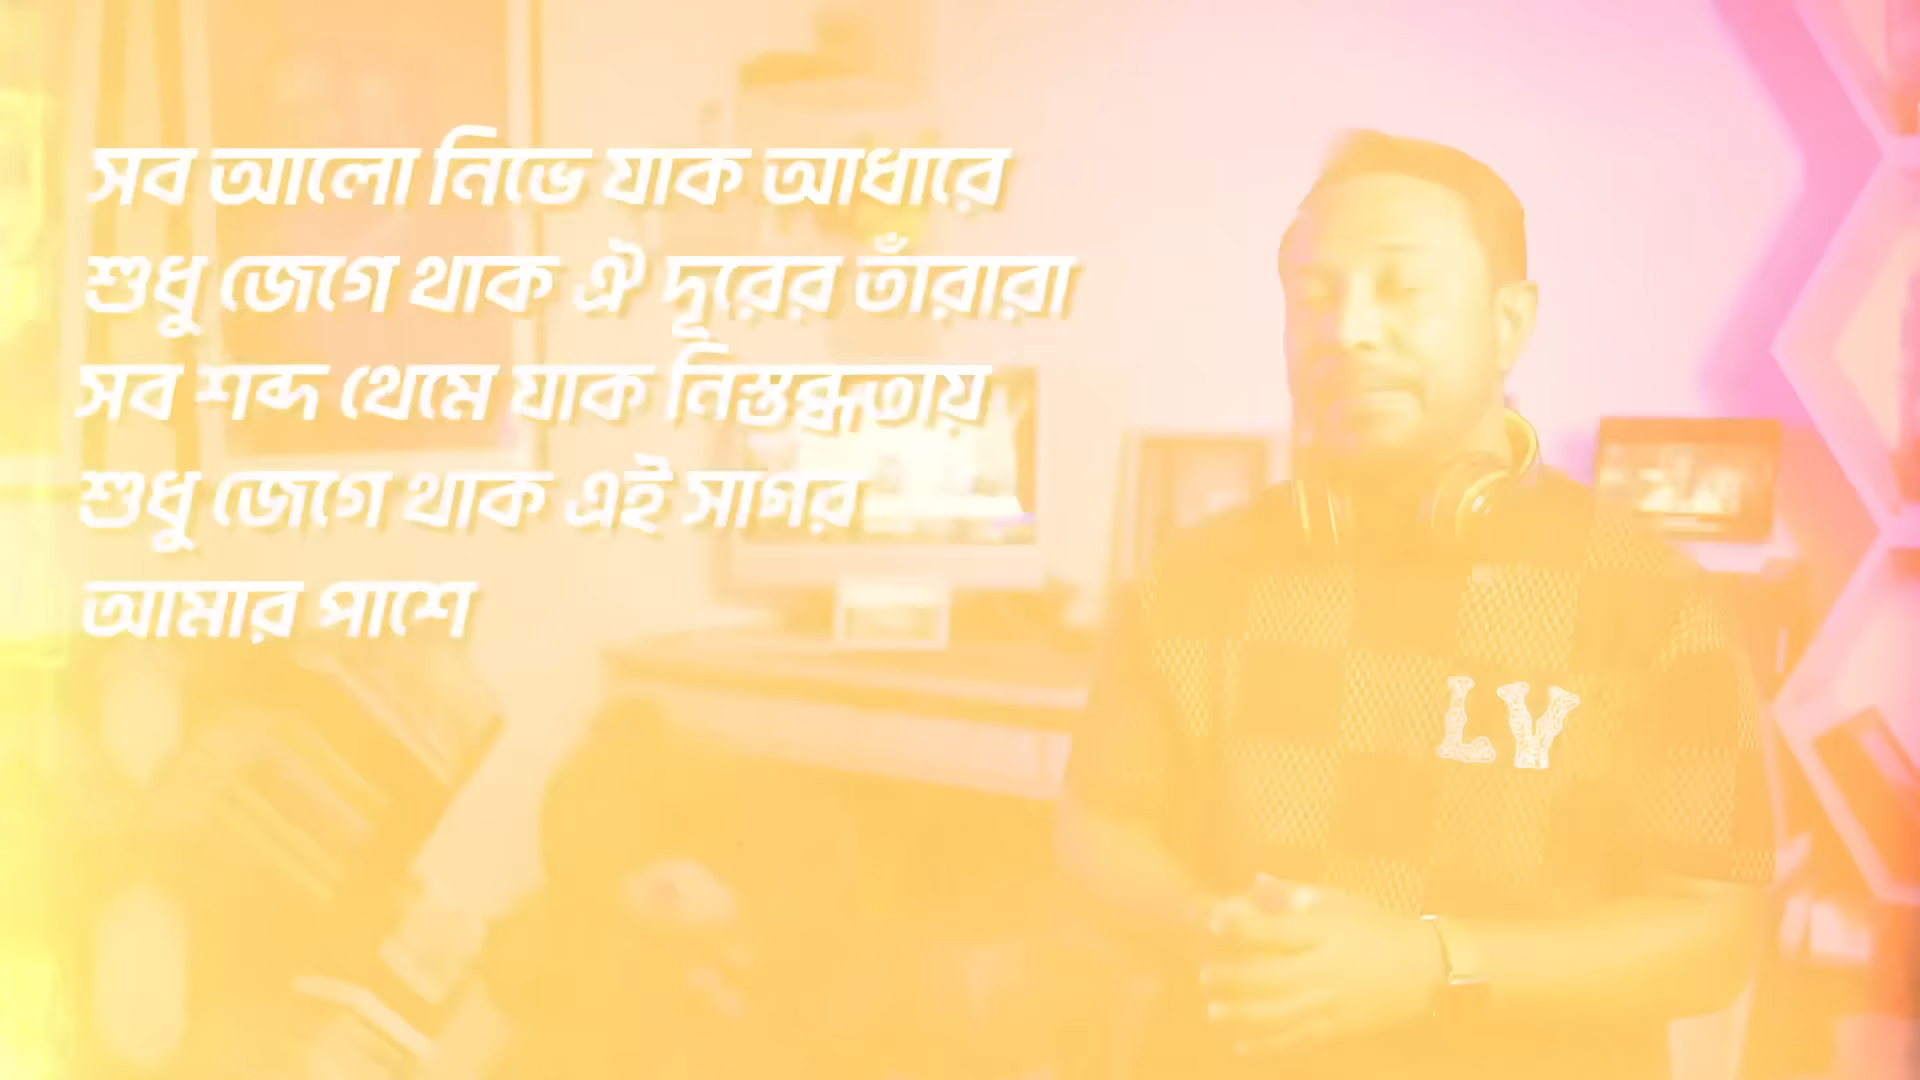 সব আলো নিভে যাক আধারে
শুধু জেগে থাক ঐ দূরের তাঁরারা
সব শব্দ থেমে যাক নিস্তব্ধতায়
শুধু জেগে থাক এই সাগর
আমার পাশে
LV